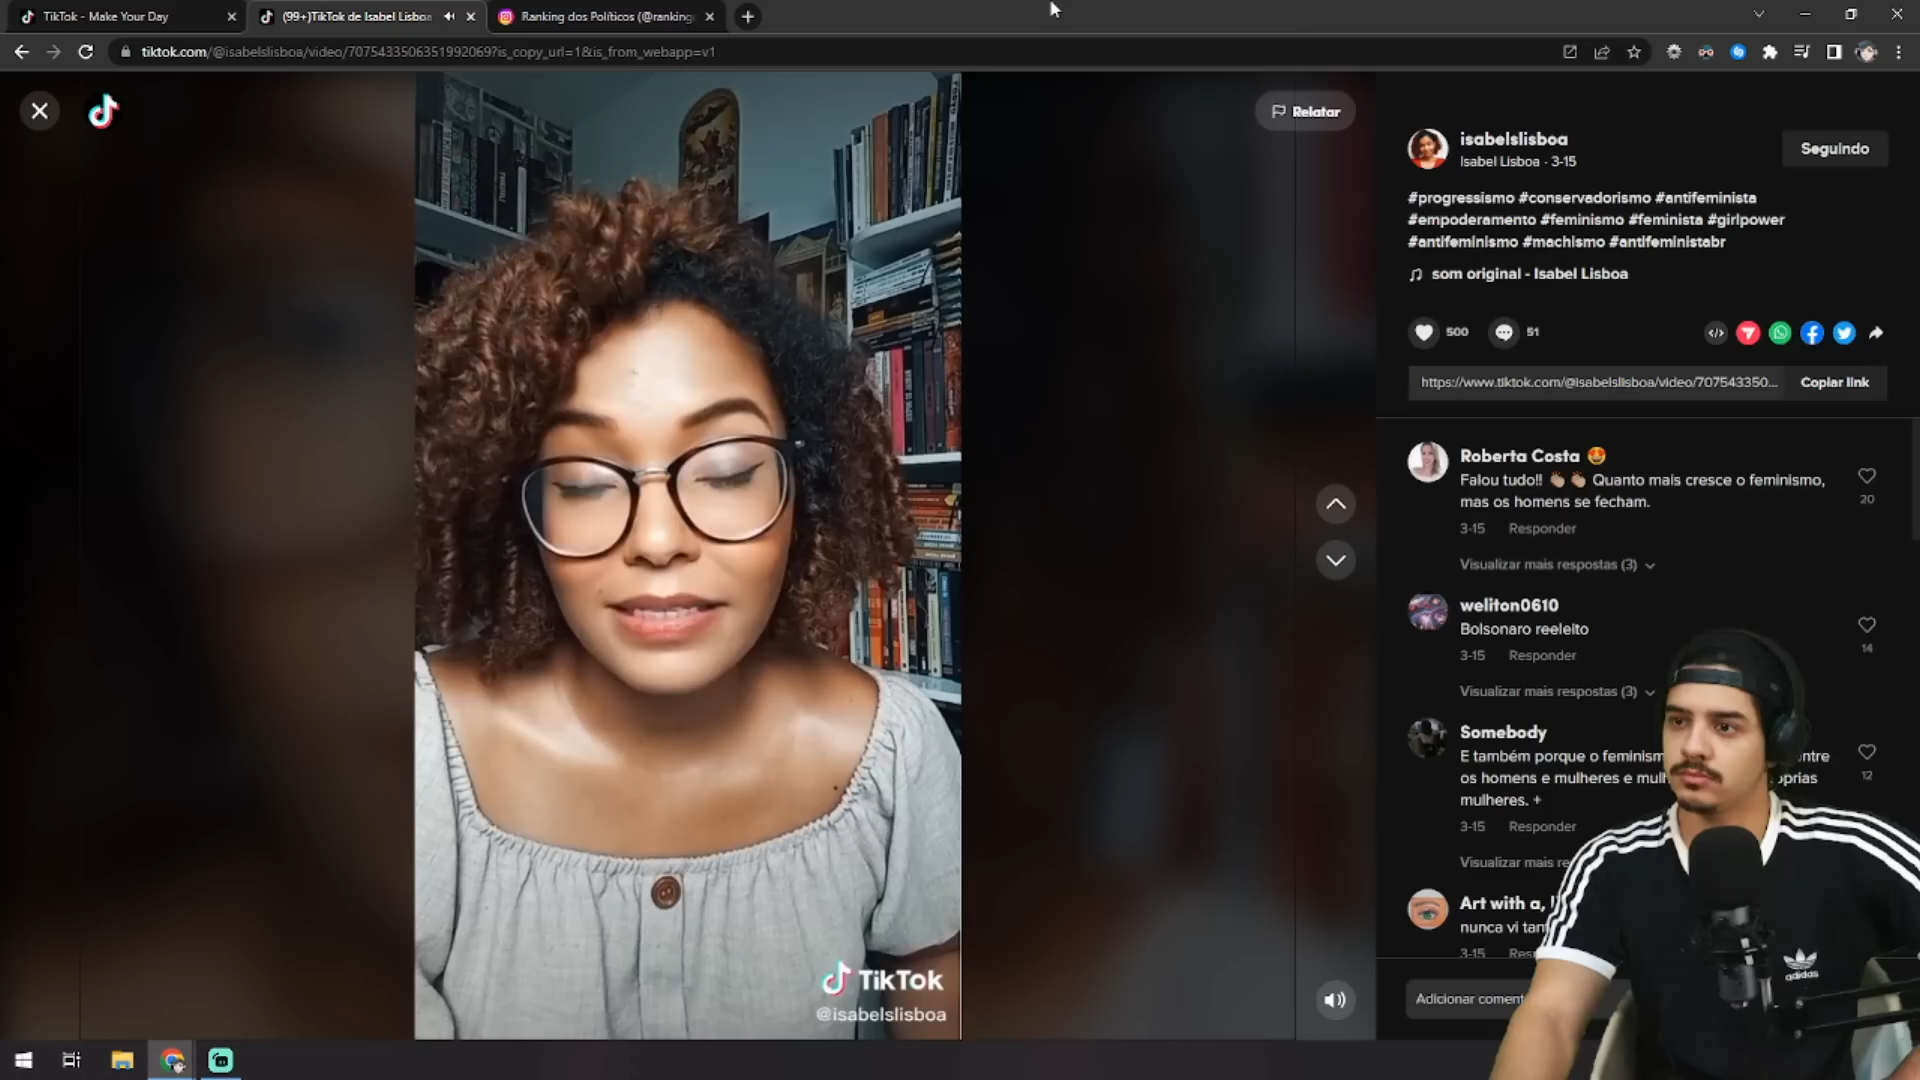 TikTok - Make Your Day
(99+)TikTok de Isabel Lisboa
Ranking dos Políticos (@ranking
tiktok.com/@isabelslisboa/video/7075433506351992069?is_copy_url=1&is_from_webapp=v1
Relatar
isabelslisboa
Isabel Lisboa · 3-15
Seguindo
#progressismo #conservadorismo #antifeminista
#empoderamento #feminismo #feminista #girlpower
#antifeminismo #machismo #antifeministabr
som original - Isabel Lisboa
500
51
https://www.tiktok.com/@isabelslisboa/video/707543350...
Copiar link
Roberta Costa 🤩
Falou tudo!! 👏🏼👏🏼 Quanto mais cresce o feminismo,
mas os homens se fecham.
20
3-15 Responder
Visualizar mais respostas (3)
weliton0610
Bolsonaro reeleito
14
3-15 Responder
Visualizar mais respostas (3)
Somebody
E também porque o feminism
os homens e mulheres e
mulheres. +
12
3-15 Responder
Visualizar mais
Art with a,
nunca vi
3-15
Adicionar
TikTok
@isabelslisboa
adidas